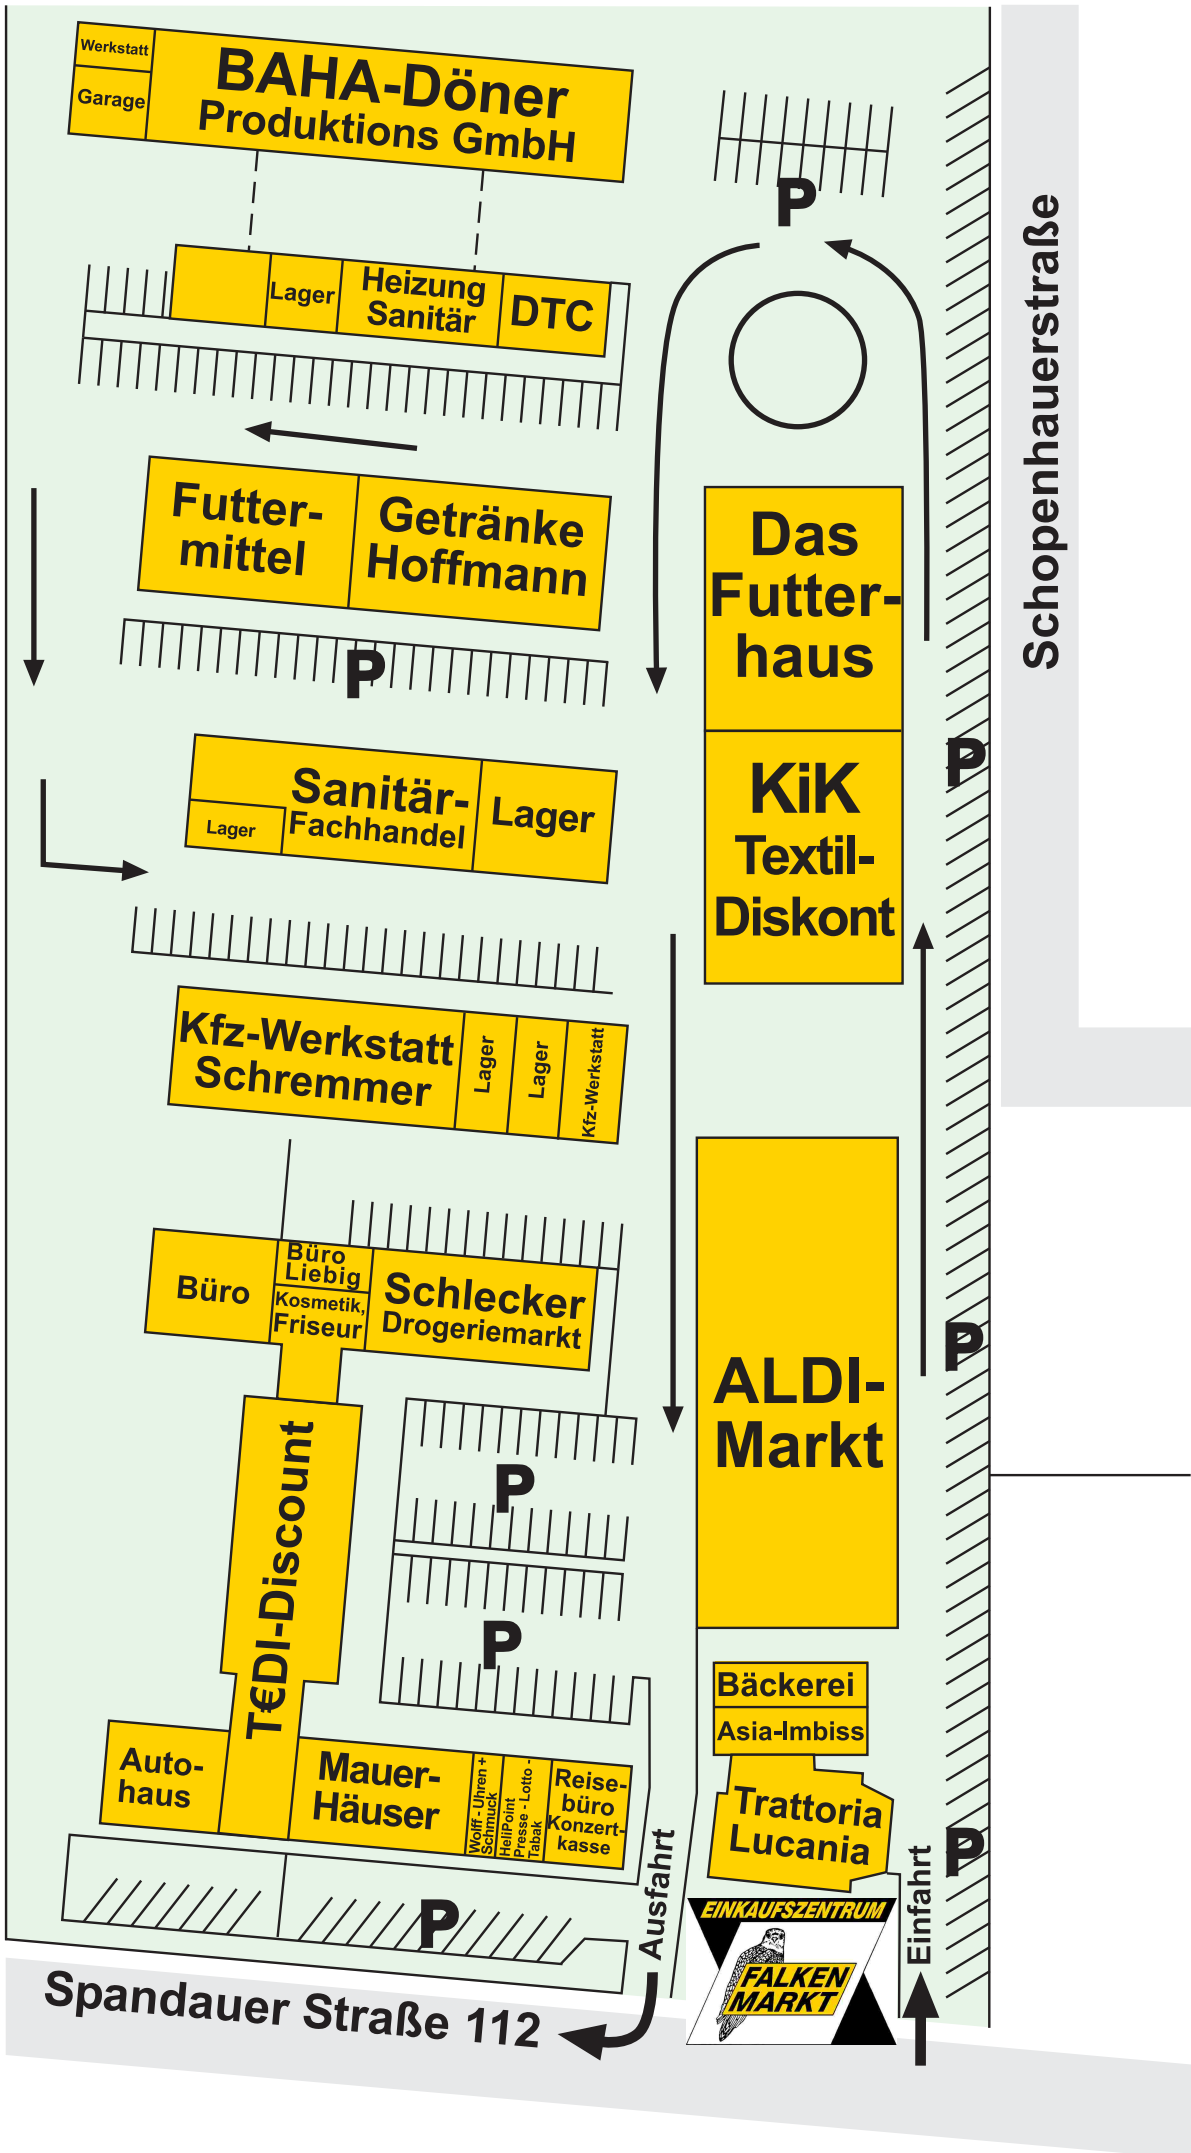 Werkstatt
Garage
BAHA-Döner
Produktions GmbH
P
Lager
Heizung
Sanitär
DTC
Schopenhauerstraße
Futter-
mittel
Getränke
Hoffmann
P
Das
Futter-
haus
KiK
Textil-
Diskont
P
Sanitär-
Fachhandel
Lager
Lager
Kfz-Werkstatt
Schremmer
Lager
Lager
Kfz-Werkstatt
Büro
Büro
Liebig
Kosmetik,
Friseur
Schlecker
Drogeriemarkt
ALDI-
Markt
P
P
P
T€DI-Discount
Bäckerei
Asia-Imbiss
Trattoria
Lucania
P
Auto-
haus
Mauer-
Häuser
Wolff - Uhren +
Schmuck
HeliPoint
Presse - Lotto -
Tabak
Reise-
büro
Konzert-
kasse
P
Ausfahrt
Einfahrt
EINKAUFSZENTRUM
FALKEN
MARKT
Spandauer Straße 112